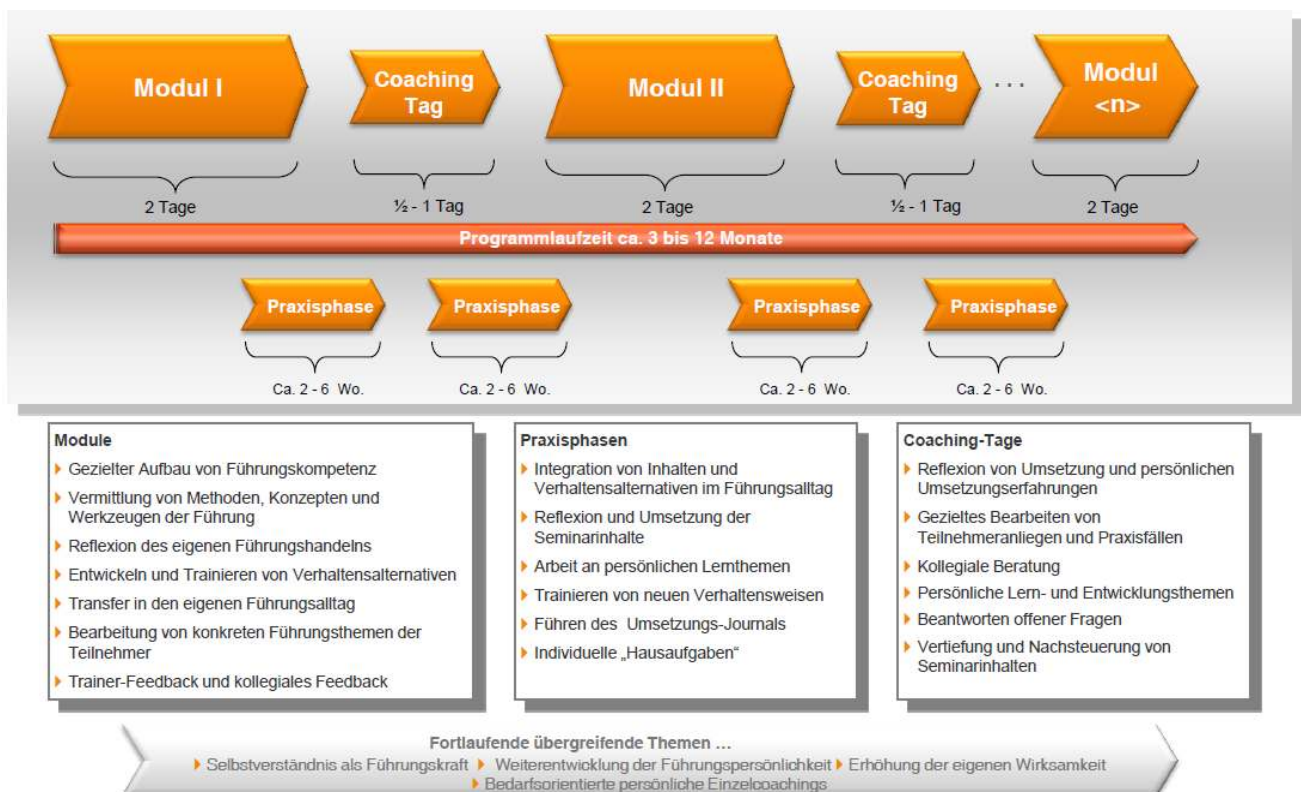 Modul I
Coaching
Tag
Modul II
Coaching
Tag
...
Modul
<n>
2 Tage
½ - 1 Tag
2 Tage
½ - 1 Tag
2 Tage
Programmlaufzeit ca. 3 bis 12 Monate
Praxisphase
Praxisphase
Praxisphase
Praxisphase
Ca. 2 - 6 Wo.
Ca. 2 - 6 Wo.
Ca. 2 - 6 Wo.
Ca. 2 - 6 Wo.
Module
Gezielter Aufbau von Führungskompetenz
Vermittlung von Methoden, Konzepten und
Werkzeugen der Führung
Reflexion des eigenen Führungshandelns
Entwickeln und Trainieren von Verhaltensalternativen
Transfer in den eigenen Führungsalltag
Bearbeitung von konkreten Führungsthemen der
Teilnehmer
Trainer-Feedback und kollegiales Feedback
Praxisphasen
Integration von Inhalten und
Verhaltensalternativen im Führungsalltag
Reflexion und Umsetzung der
Seminarinhalte
Arbeit an persönlichen Lernthemen
Trainieren von neuen Verhaltensweisen
Führen des Umsetzungs-Journals
Individuelle „Hausaufgaben“
Coaching-Tage
Reflexion von Umsetzung und persönlichen
Umsetzungserfahrungen
Gezieltes Bearbeiten von
Teilnehmeranliegen und Praxisfällen
Kollegiale Beratung
Persönliche Lern- und Entwicklungsthemen
Beantworten offener Fragen
Vertiefung und Nachsteuerung von
Seminarinhalten
Fortlaufende übergreifende Themen ...
Selbstverständnis als Führungskraft Weiterentwicklung der Führungspersönlichkeit Erhöhung der eigenen Wirksamkeit
Bedarfsorientierte persönliche Einzelcoachings